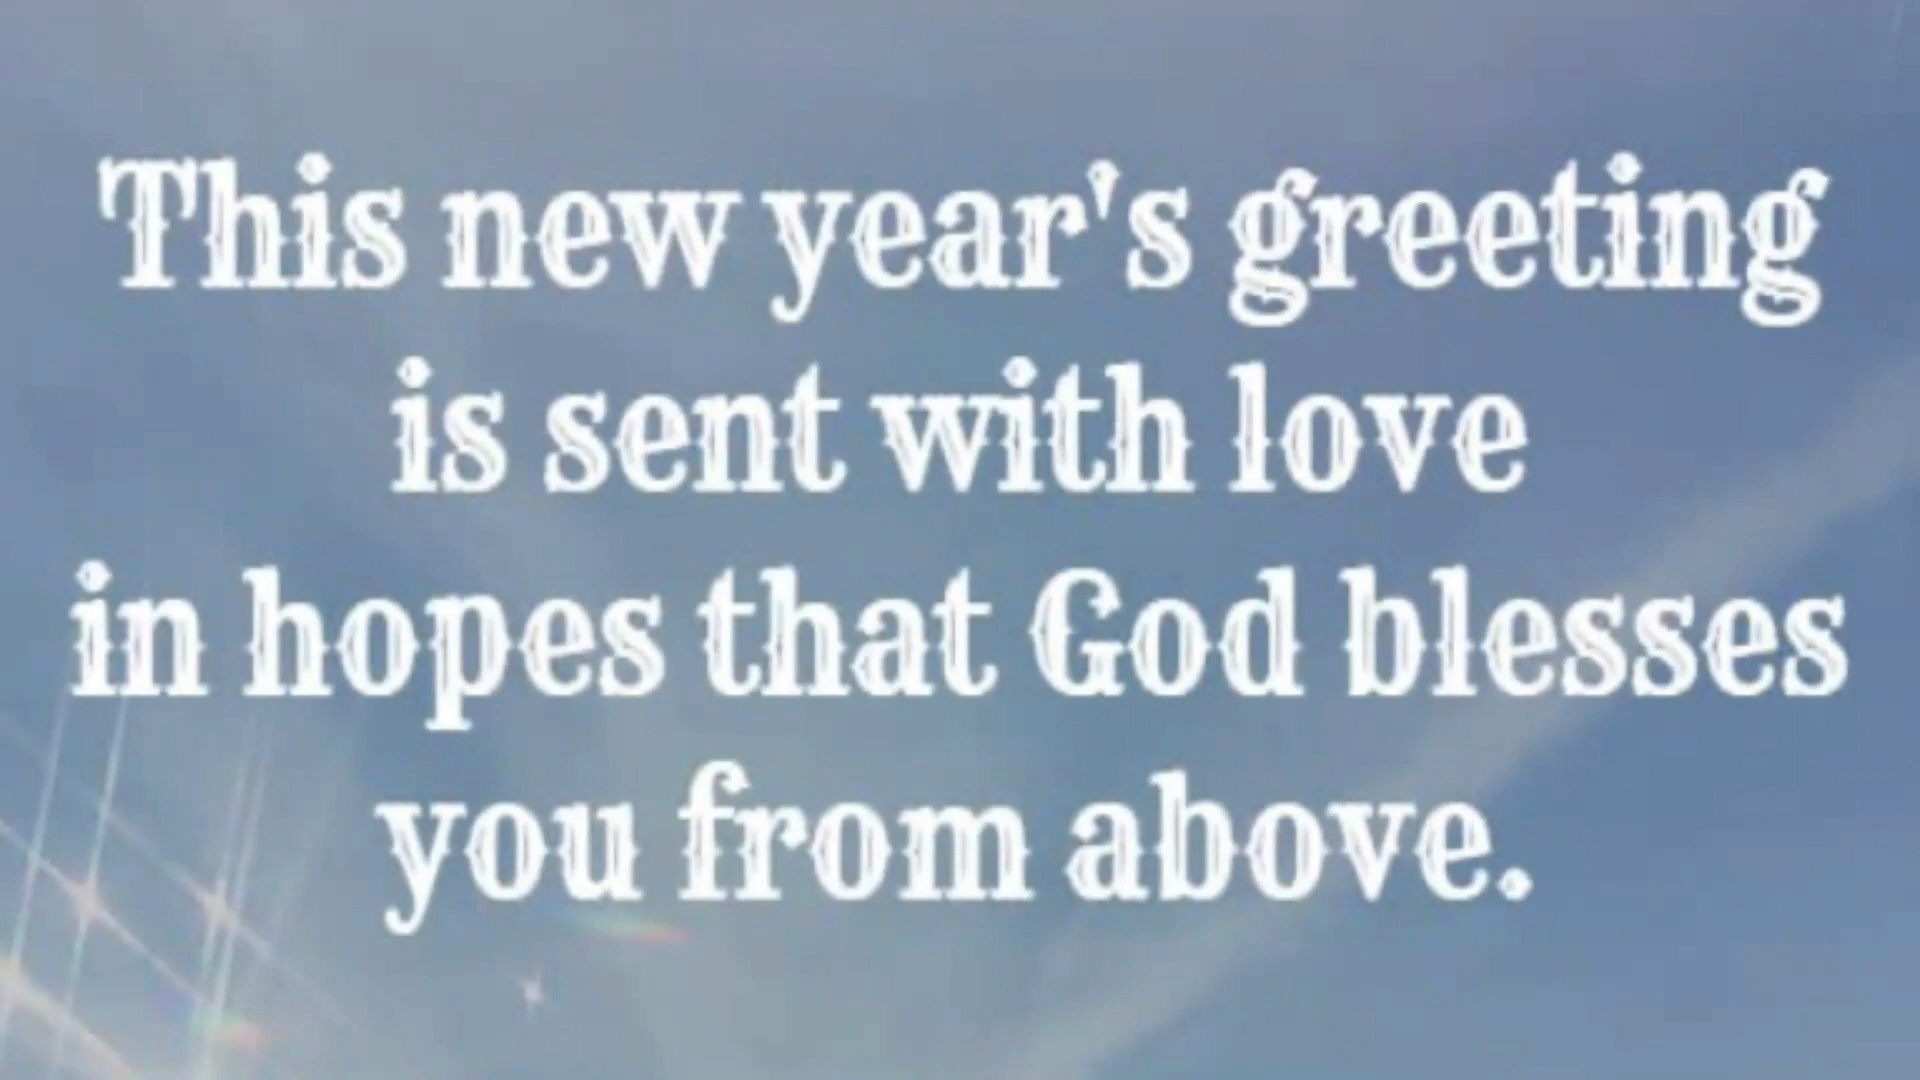 This new year's greeting
is sent with love
in hopes that God blesses
you from above.